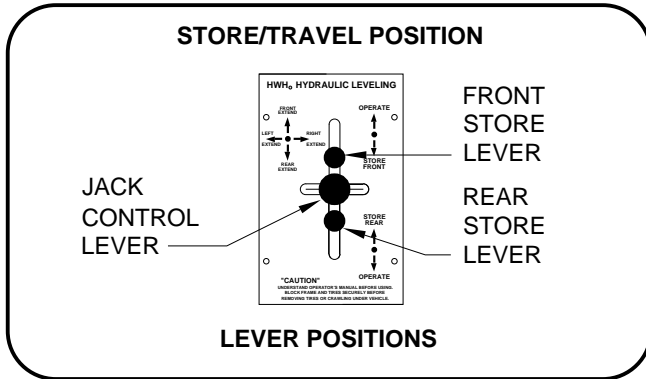 STORE/TRAVEL POSITION
HWHo HYDRAULIC LEVELING
FRONT
EXTEND
OPERATE
LEFT
EXTEND
RIGHT
EXTEND
REAR
EXTEND
STORE
FRONT
FRONT
STORE
LEVER
JACK
CONTROL
LEVER
STORE
REAR
REAR
STORE
LEVER
OPERATE
"CAUTION"
UNDERSTAND OPERATOR'S MANUAL BEFORE USING.
BLOCK FRAME AND TIRES SECURELY BEFORE
REMOVING TIRES OR CRAWLING UNDER VEHICLE.
LEVER POSITIONS